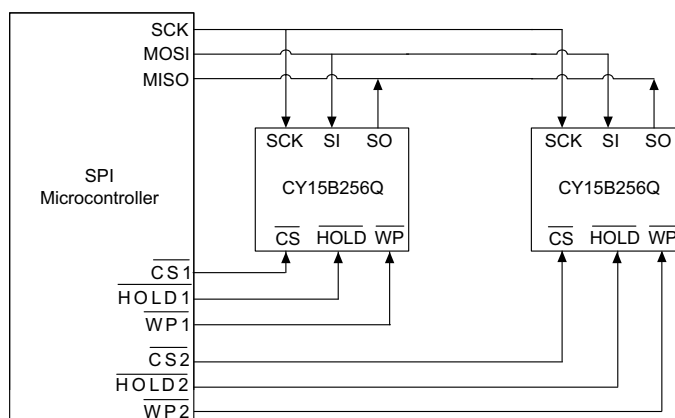 SCK
MOSI
MISO
SPI
Microcontroller
SCK SI SO
CY15B256Q
CS HOLD WP
SCK SI SO
CY15B256Q
CS HOLD WP
CS1
HOLD1
WP1
CS2
HOLD2
WP2